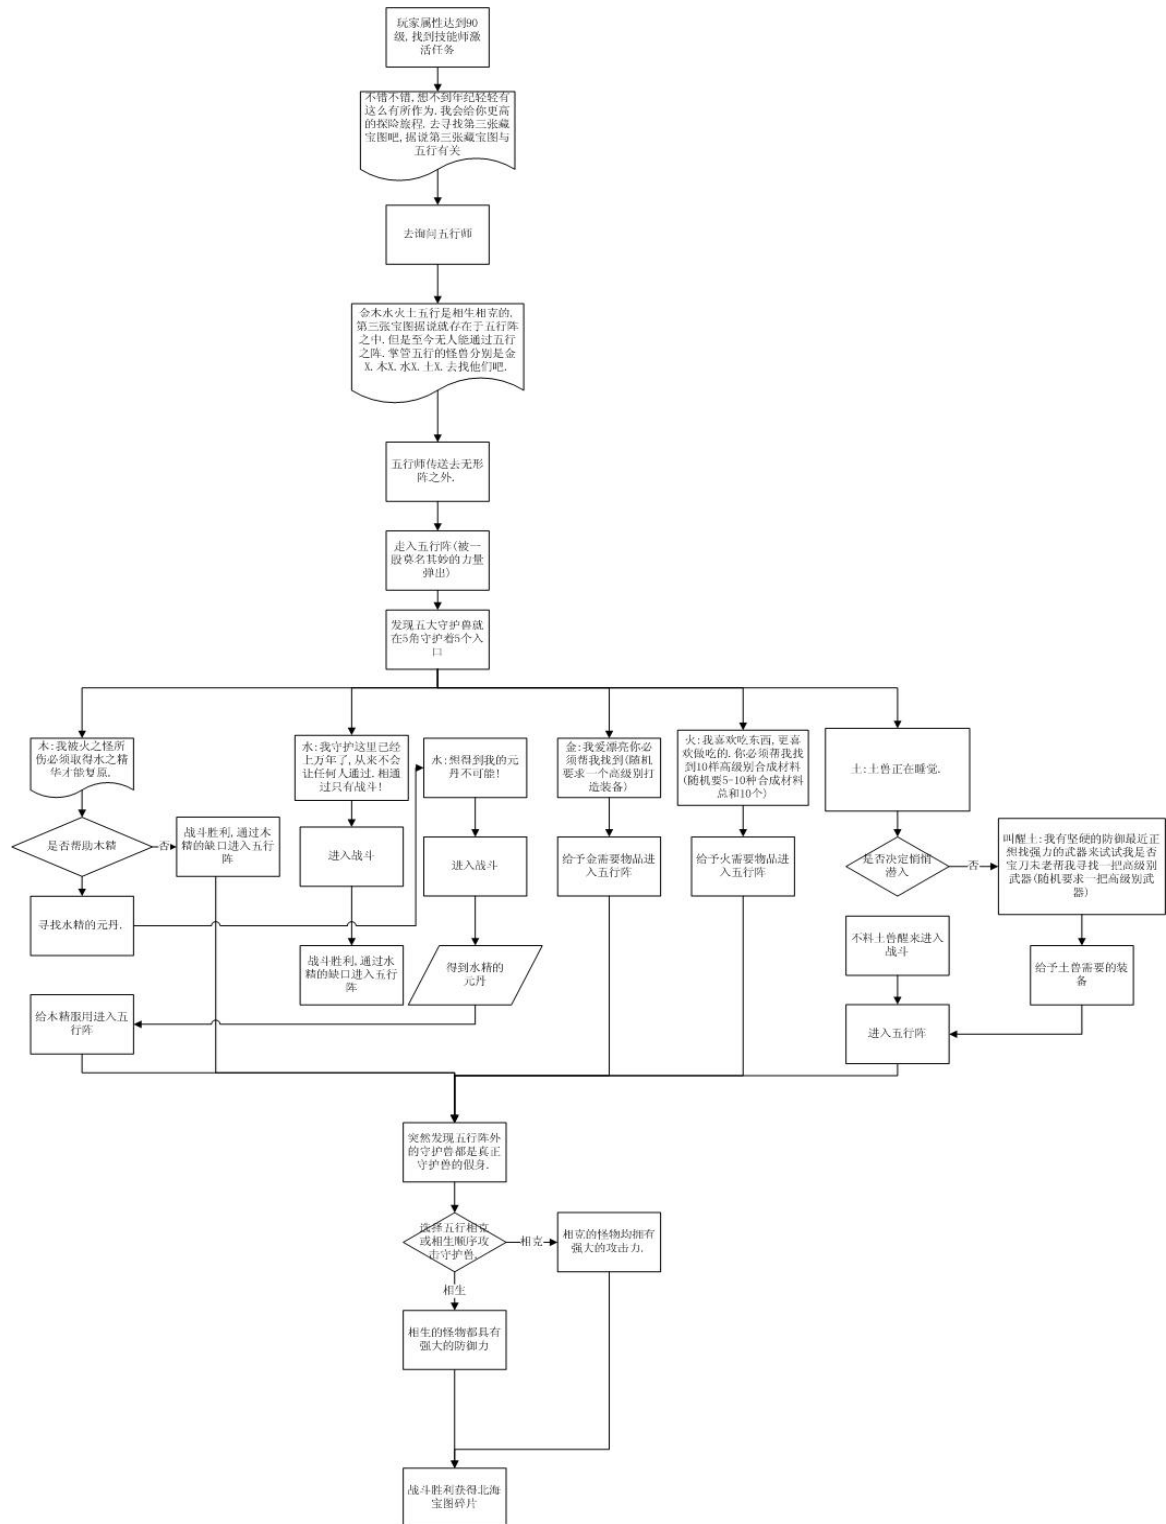 玩家属性达到90
级,找到技能师激
活任务
不错不错,想不到年纪轻轻有
这么有所作为.我会给你更高
的探险旅程.去寻找第三张藏
宝图吧,据说第三张藏宝图与
五行有关
去询问五行师
金木水火土五行是相生相克的.
第三张宝图据说就存在于五行阵
之中.但是至今无人能通过五行
之阵.掌管五行的怪兽分别是金
X.木X.水X.土X.去找他们吧.
五行师传送去无形
阵之外.
走入五行阵(被一
股莫名其妙的力量
弹出)
发现五大守护兽就
在5角守护着5个入
口
木:我被火之怪所
伤必须取得水之精
华才能复原.
是否帮助木精
否
战斗胜利,通过木
精的缺口进入五行
阵
寻找水精的元丹.
给木精服用进入五
行阵
水:我守护这里已经
上万年了,从来不会
让任何人通过.相通
过只有战斗!
进入战斗
战斗胜利,通过水
精的缺口进入五行
阵
水:想得到我的元
丹不可能!
进入战斗
得到水精的
元丹
金:我爱漂亮你必
须帮我找到(随机
要求一个高级别打
造装备)
给予金需要物品进
入五行阵
火:我喜欢吃东西,更喜
欢做吃的.你必须帮我找
到10样高级别合成材料
(随机要5-10种合成材料
总和10个)
给予火需要物品进
入五行阵
土:土兽正在睡觉.
是否决定悄悄
潜入
否
叫醒土:我有坚硬的防御最近正
想找强力的武器来试试我是否
宝刀未老帮我寻找一把高级别
武器(随机要求一把高级别武
器)
不料土兽醒来进入
战斗
给予土兽需要的装
备
进入五行阵
突然发现五行阵外
的守护兽都是真正
守护兽的假身.
选择五行相克
或相生顺序攻
击守护兽.
相克
相克的怪物均拥有
强大的攻击力.
相生
相生的怪物都具有
强大的防御力
战斗胜利获得北海
宝图碎片